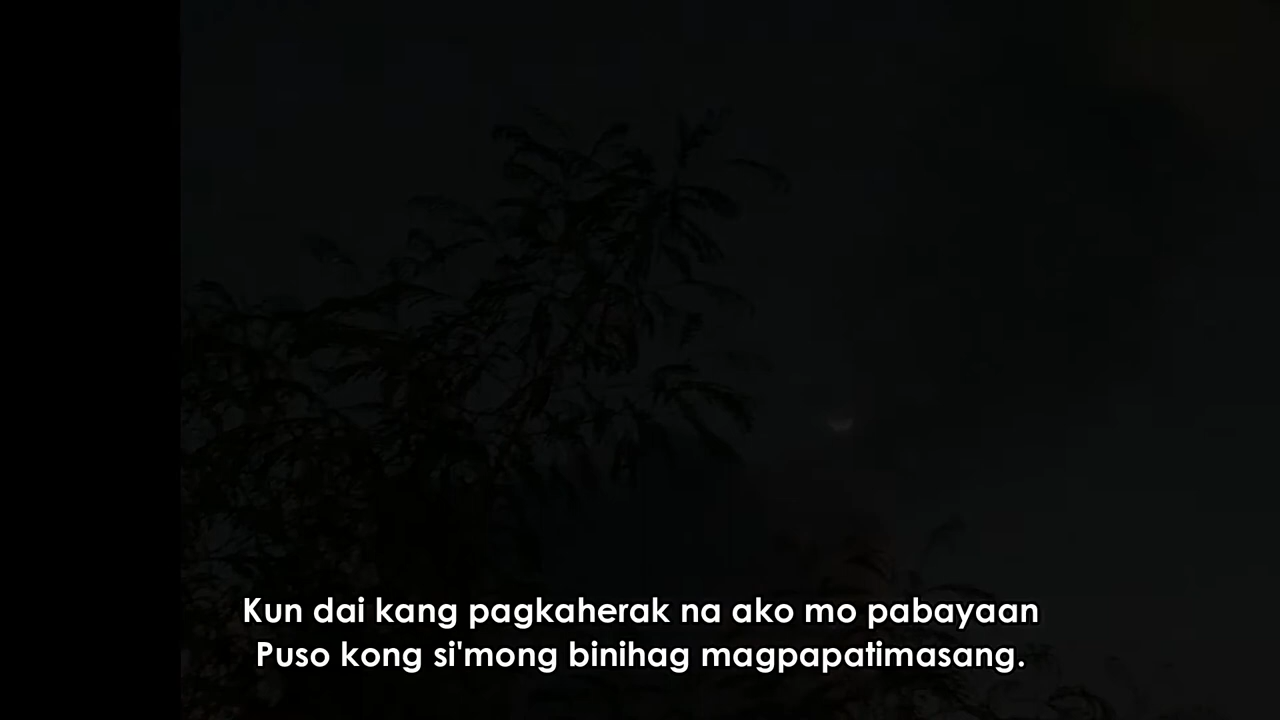 Kun dai kang pagkaherak na ako mo pabayaan
Puso kong si'mong binihag magpapatimasang.